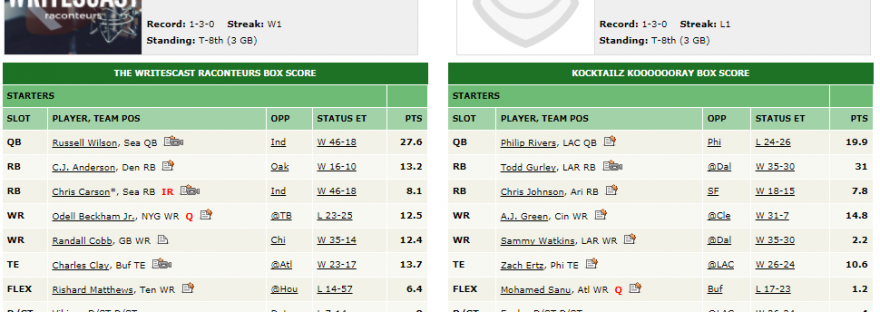 WRITESCAST
raconteurs
Record: 1-3-0 Streak: W1
Standing: T-8th (3 GB)
Record: 1-3-0 Streak: L1
Standing: T-8th (3 GB)
THE WRITESCAST RACONTEURS BOX SCORE
STARTERS
SLOT PLAYER, TEAM POS OPP STATUS ET PTS
QB Russell Wilson, Sea QB Ind W 46-18 27.6
RB C.J. Anderson, Den RB Oak W 16-10 13.2
RB Chris Carson*, Sea RB IR Ind W 46-18 8.1
WR Odell Beckham Jr., NYG WR Q @TB L 23-25 12.5
WR Randall Cobb, GB WR Chi W 35-14 12.4
TE Charles Clay, Buf TE @Atl W 23-17 13.7
FLEX Rishard Matthews, Ten WR @Hou L 14-57 6.4
KOCKTAILZ KOOOOOORAY BOX SCORE
STARTERS
SLOT PLAYER, TEAM POS OPP STATUS ET PTS
QB Philip Rivers, LAC QB Phi L 24-26 19.9
RB Todd Gurley, LAR RB @Dal W 35-30 31
RB Chris Johnson, Ari RB SF W 18-15 7.8
WR A.J. Green, Cin WR @Cle W 31-7 14.8
WR Sammy Watkins, LAR WR @Dal W 35-30 2.2
TE Zach Ertz, Phi TE @LAC W 26-24 10.6
FLEX Mohamed Sanu, Atl WR Q Buf L 17-23 1.2